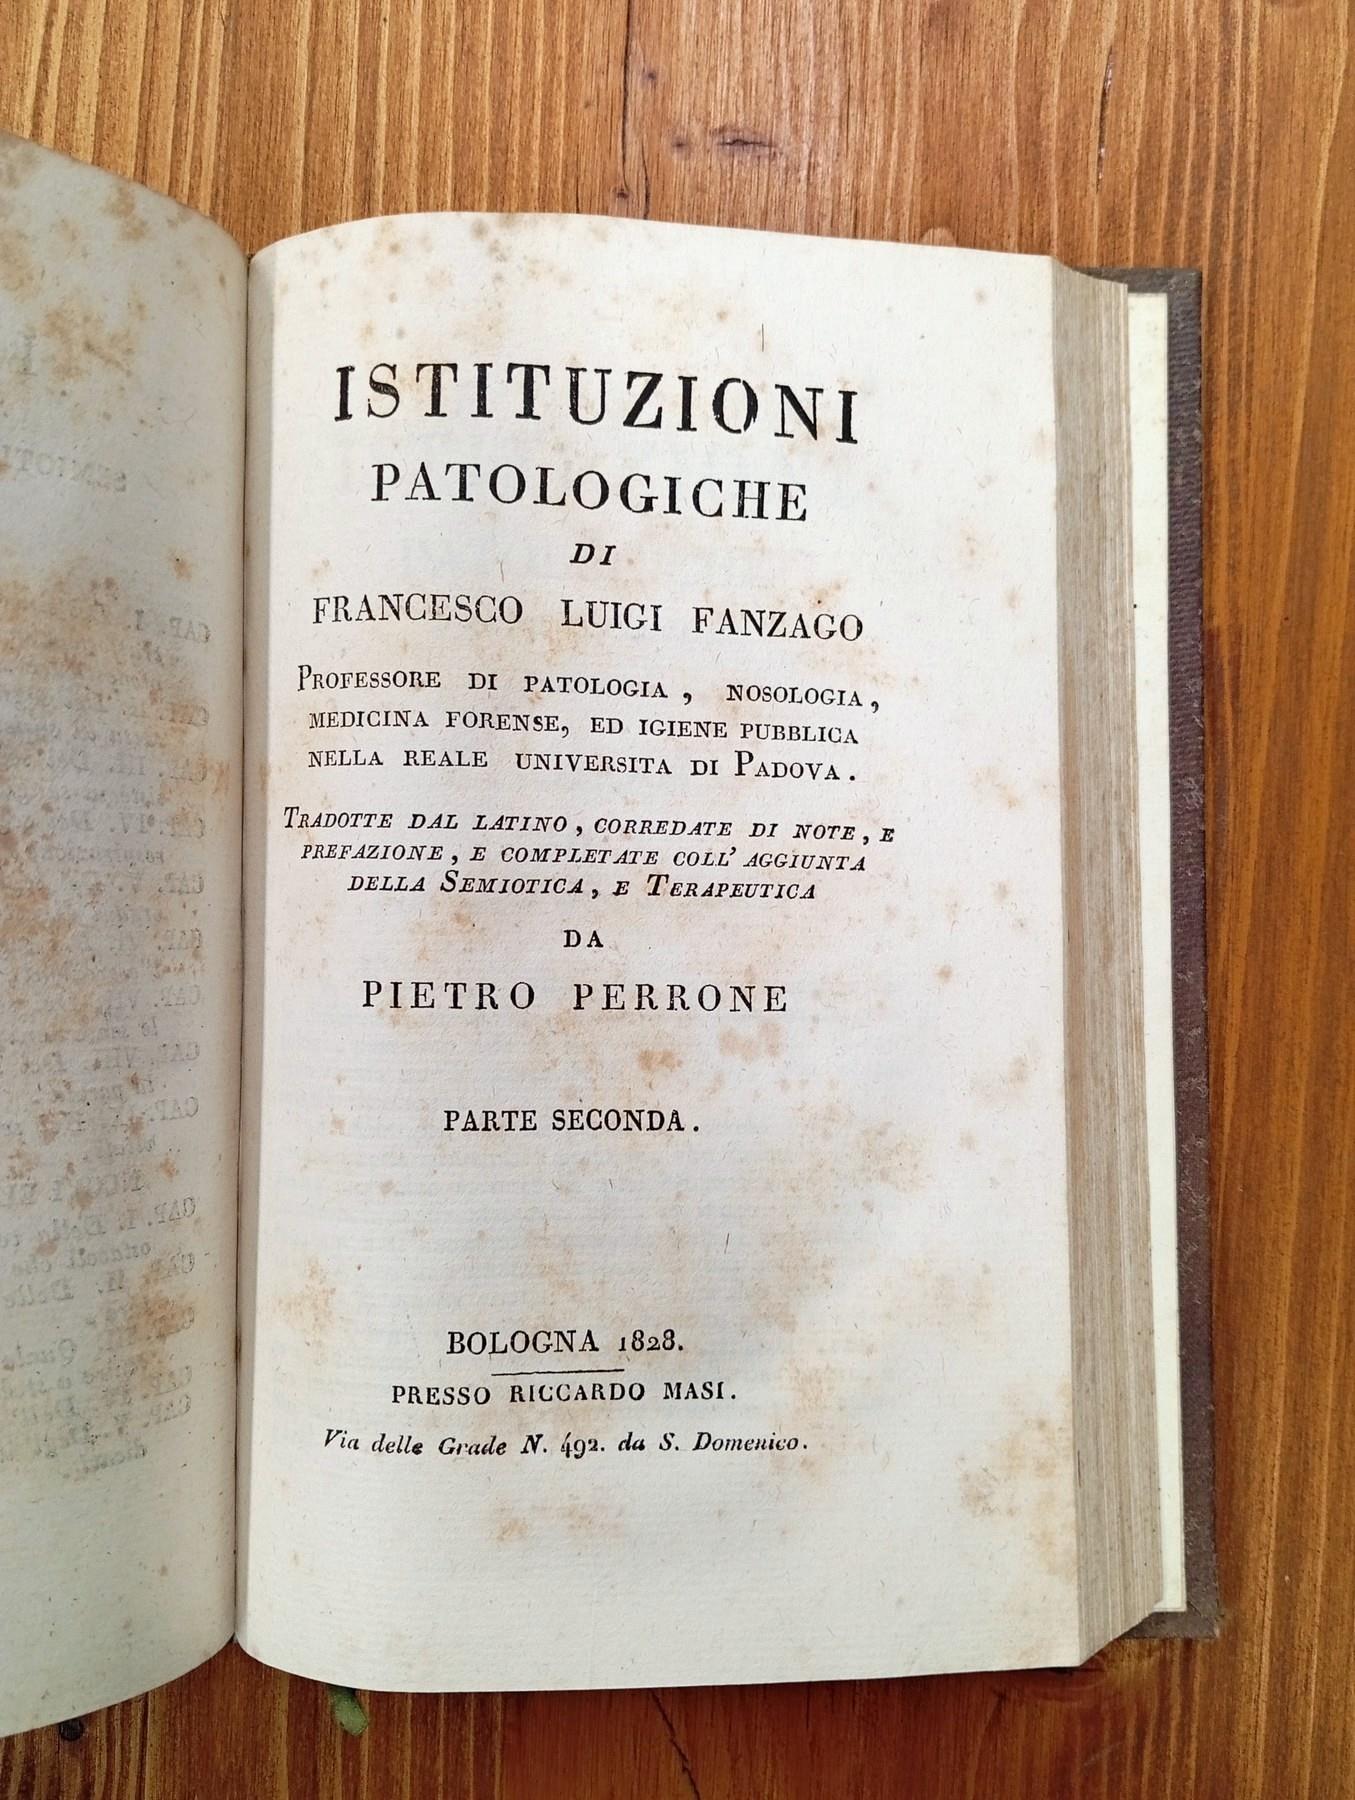 ISTITUZIONI
PATOLOGICHE
DI
FRANCESCO LUIGI FANZAGO
PROFESSORE DI PATOLOGIA, NOSOLOGIA,
MEDICINA FORENSE, ED IGIENE PUBBLICA
NELLA REALE UNIVERSITA DI PADOVA.
TRADOTTE DAL LATINO, CORREDATE DI NOTE, E
PREFAZIONE, E COMPLETATE COLL' AGGIUNTA
DELLA SEMIOTICA, E TERAPEUTICA
DA
PIETRO PERRONE
PARTE SECONDA.
BOLOGNA 1828.
PRESSO RICCARDO MASI.
Via delle Grade N. 492. da S. Domenico.